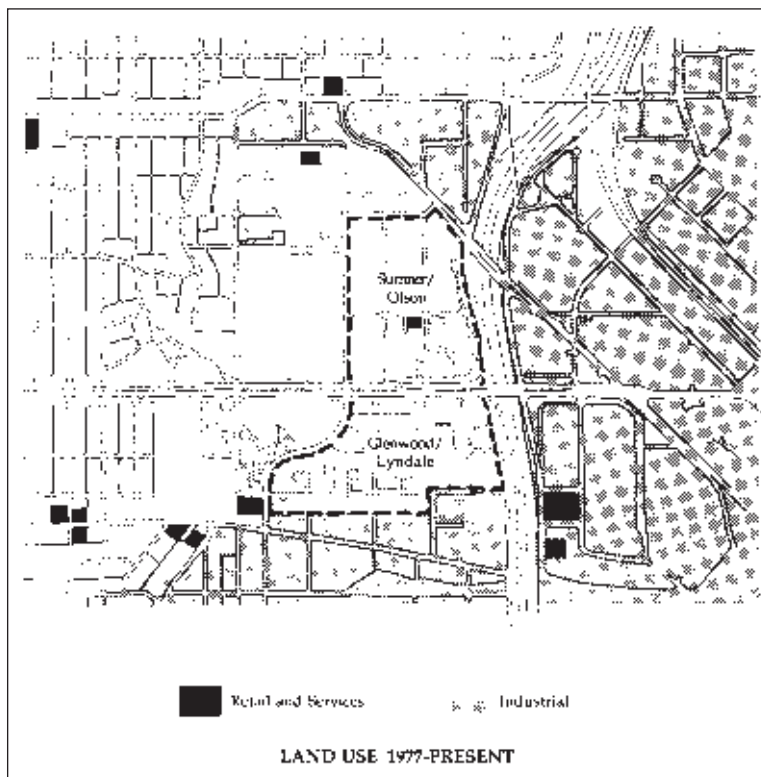 Sumner/
Olson
Glenwood/
Lyndale
Retail and Services
Industrial
LAND USE 1977-PRESENT